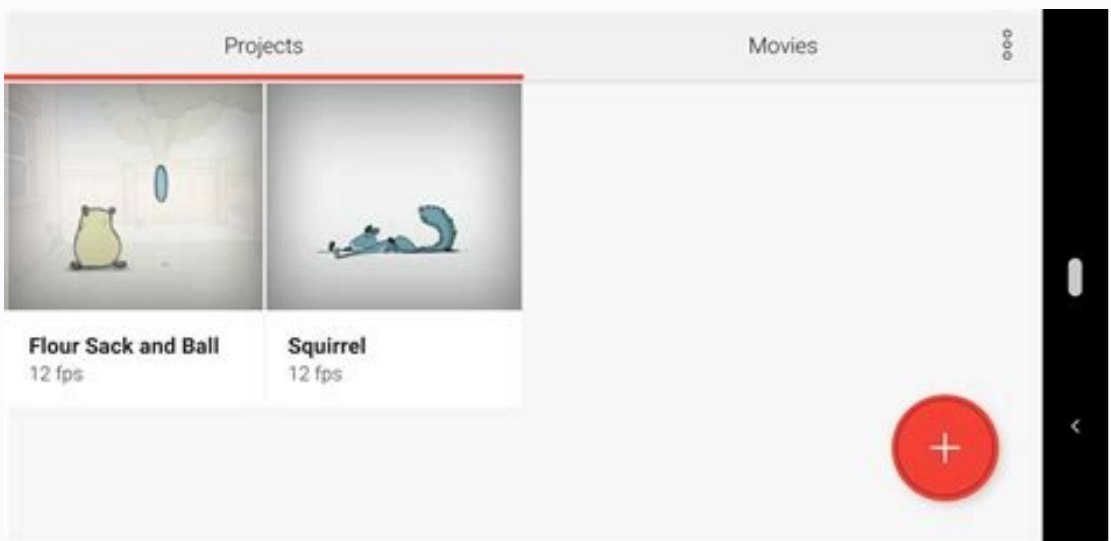 Projects
Movies
Flour Sack and Ball
12 fps
Squirrel
12 fps